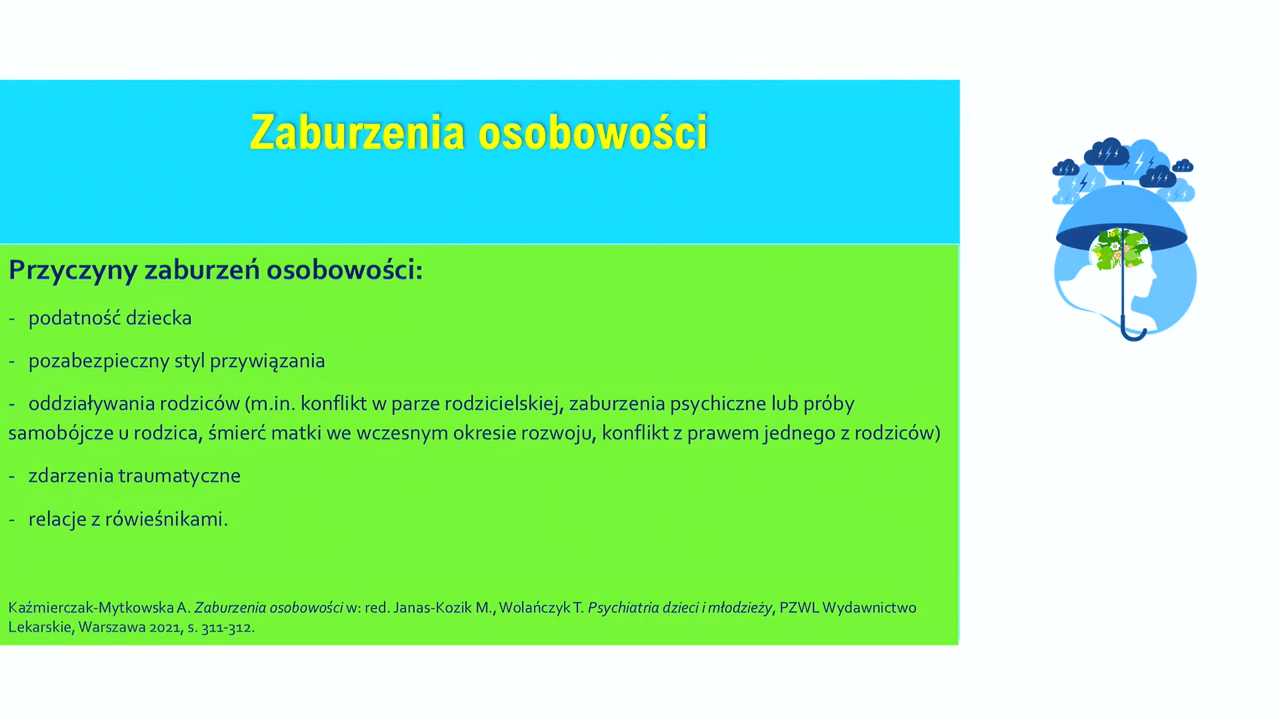 Zaburzenia osobowości
Przyczyny zaburzeń osobowości:
- podatność dziecka
- pozabezpieczny styl przywiązania
- oddziaływania rodziców (m.in. konflikt w parze rodzicielskiej, zaburzenia psychiczne lub próby
samobójcze u rodzica, śmierć matki we wczesnym okresie rozwoju, konflikt z prawem jednego z rodziców)
- zdarzenia traumatyczne
- relacje z rówieśnikami.
Kaźmierczak-Mytkowska A. Zaburzenia osobowości w: red. Janas-Kozik M., Wolańczyk T. Psychiatria dzieci i młodzieży, PZWL Wydawnictwo
Lekarskie, Warszawa 2021, s. 311-312.